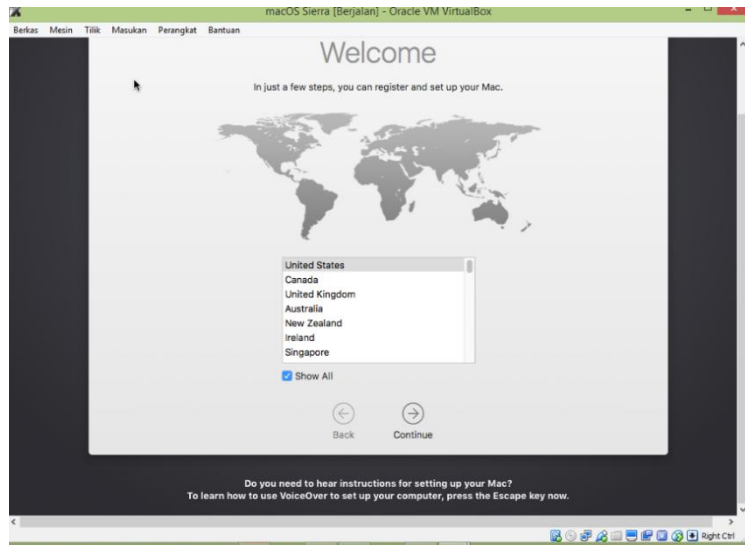 macOS Sierra [Berjalan] - Oracle VM VirtualBox
Berkas Mesin Tilik Masukan Perangkat Bantuan
Welcome
In just a few steps, you can register and set up your Mac.
United States
Canada
United Kingdom
Australia
New Zealand
Ireland
Singapore
Show All
Back Continue
Do you need to hear instructions for setting up your Mac?
To learn how to use VoiceOver to set up your computer, press the Escape key now.
Right Ctrl